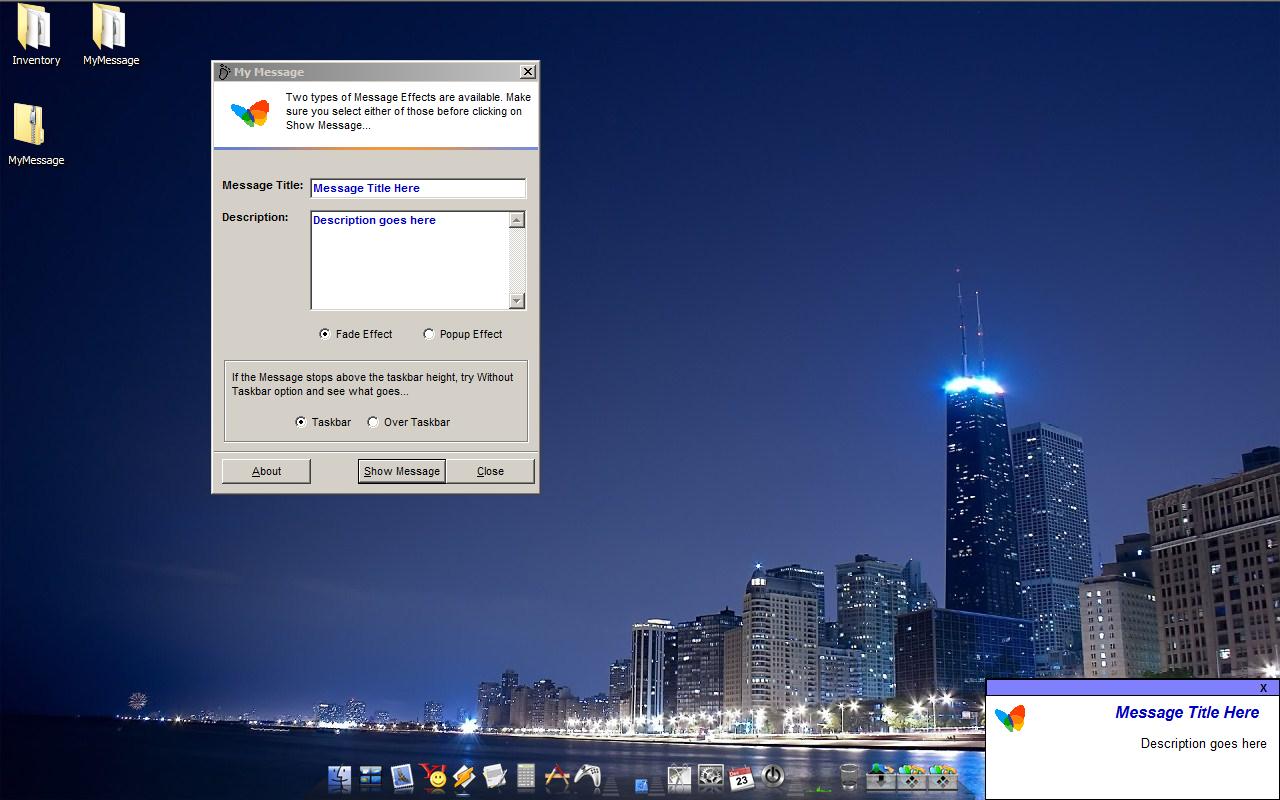 Inventory
MyMessage
MyMessage
My Message
Two types of Message Effects are available. Make
sure you select either of those before clicking on
Show Message...
Message Title:
Message Title Here
Description:
Description goes here
Fade Effect
Popup Effect
If the Message stops above the taskbar height, try Without
Taskbar option and see what goes...
Taskbar
Over Taskbar
About
Show Message
Close
X
Message Title Here
Description goes here
Dec
23